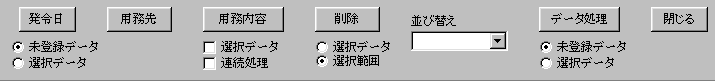 発令日
用務先
用務内容
削除
並び替え
データ処理
閉じる
未登録データ
選択データ
選択データ
連続処理
選択データ
選択範囲
未登録データ
選択データ